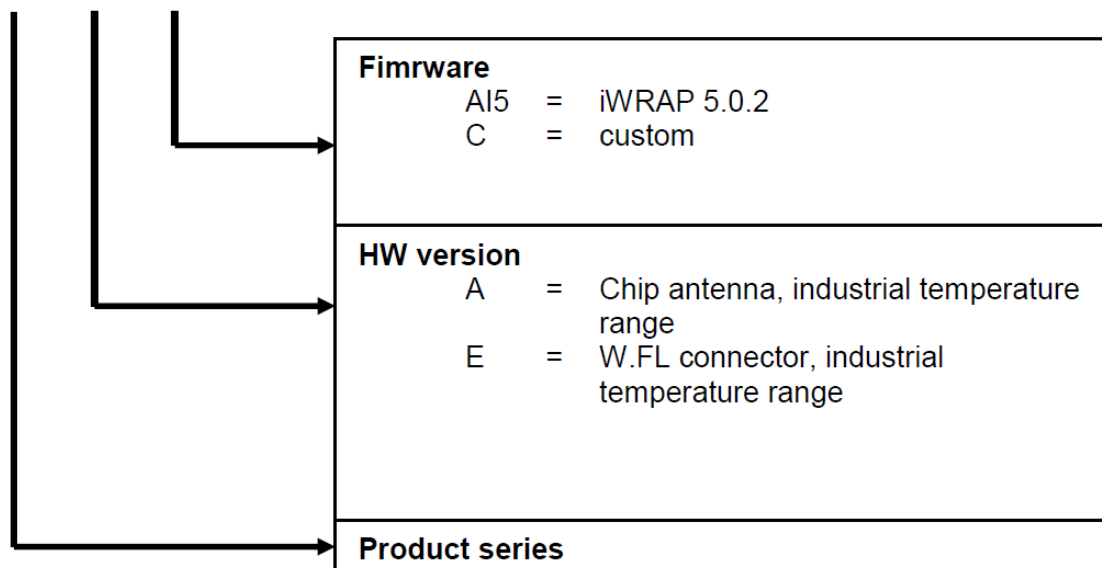 Fimrware
AI5 = iWRAP 5.0.2
C = custom
HW version
A = Chip antenna, industrial temperature
range
E = W.FL connector, industrial
temperature range
Product series